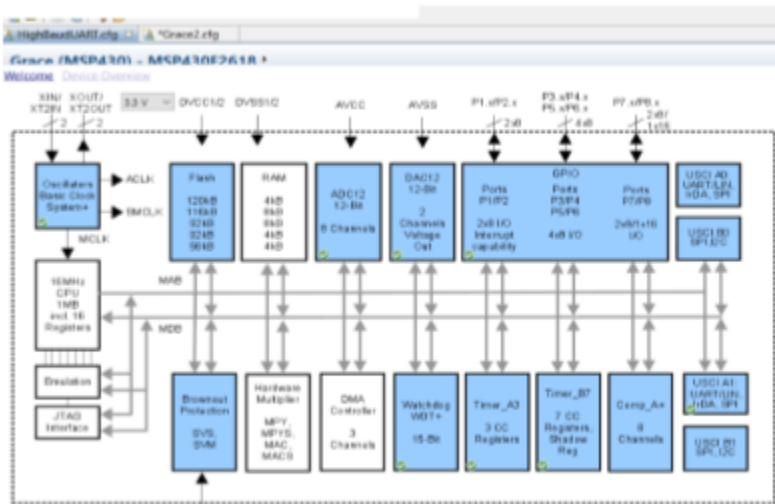 HighBaudUART.cfg
*Grace2.cfg
Grace (MSP430) - MSP430F2618
Welcome Device Overview
XIN/ XT2IN
XOUT/ XT2OUT
3.3 V
DVCC1/2
DVSS1/2
AVCC
AVSS
P1.x/P2.x
P3.x/P4.x
P5.x/P6.x
P7.x/P8.x
2
2
2x8
4x8
2x8/
1x16
Oscillators
Basic Clock
System+
ACLK
SMCLK
MCLK
Flash
120kB
116kB
92kB
92kB
56kB
RAM
4kB
8kB
8kB
4kB
4kB
ADC12
12-Bit
8 Channels
DAC12
12-Bit
2
Channels
Voltage
Out
GPIO
Ports
P1/P2
2x8 I/O
Interrupt
capability
Ports
P3/P4
P5/P6
4x8 I/O
Ports
P7/P8
2x8/1x16
I/O
USCI A0:
UART/LIN,
IrDA, SPI
USCI B0:
SPI, I2C
16MHz
CPU
1MB
incl. 16
Registers
MAB
MDB
Emulation
JTAG
Interface
Brownout
Protection
SVS,
SVM
Hardware
Multiplier
MPY,
MPYS,
MAC,
MACS
DMA
Controller
3
Channels
Watchdog
WDT+
15-Bit
Timer_A3
3 CC
Registers
Timer_B7
7 CC
Registers,
Shadow
Reg
Comp_A+
8
Channels
USCI A1:
UART/LIN,
IrDA, SPI
USCI B1:
SPI, I2C